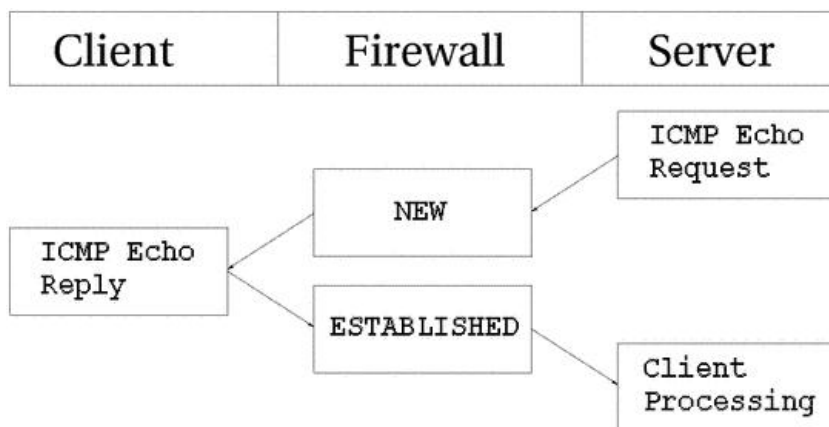 Client Firewall Server
ICMP Echo
Request
NEW
ICMP Echo
Reply
ESTABLISHED
Client
Processing